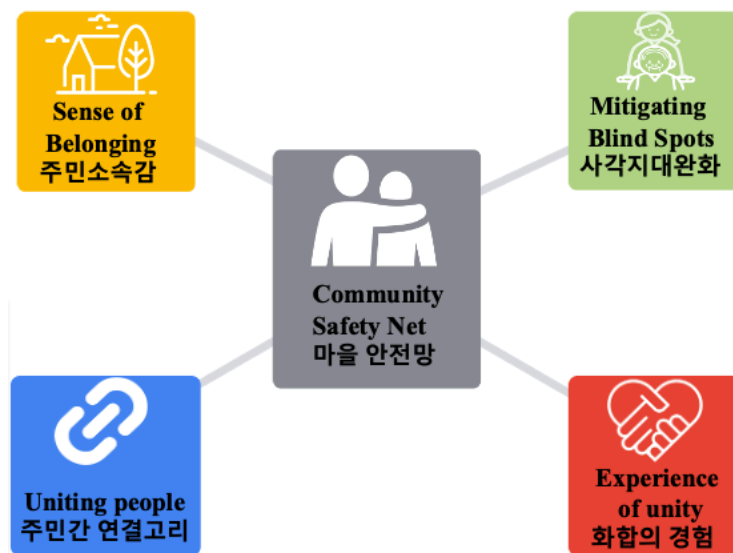 Sense of
Belonging
주민소속감
Mitigating
Blind Spots
사각지대완화
Community
Safety Net
마을 안전망
Uniting people
주민간 연결고리
Experience
of unity
화합의 경험